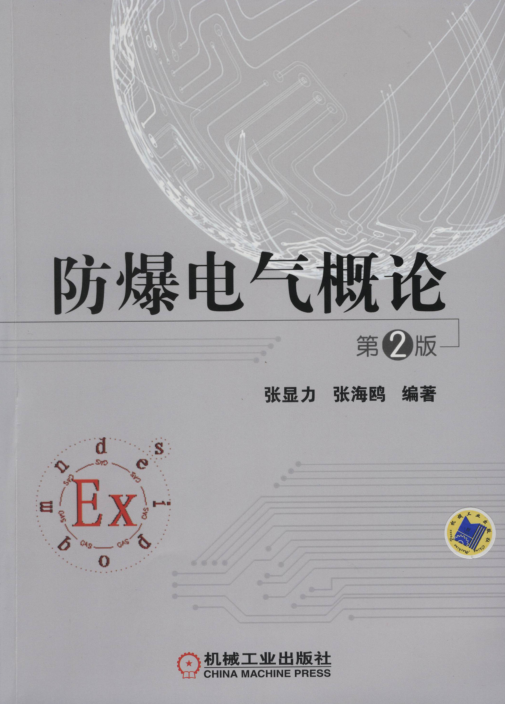 防爆电气概论
第2版
张显力 张海鸥 编著
m n d e s i p o q
Ex
机械工业出版社
CHINA MACHINE PRESS